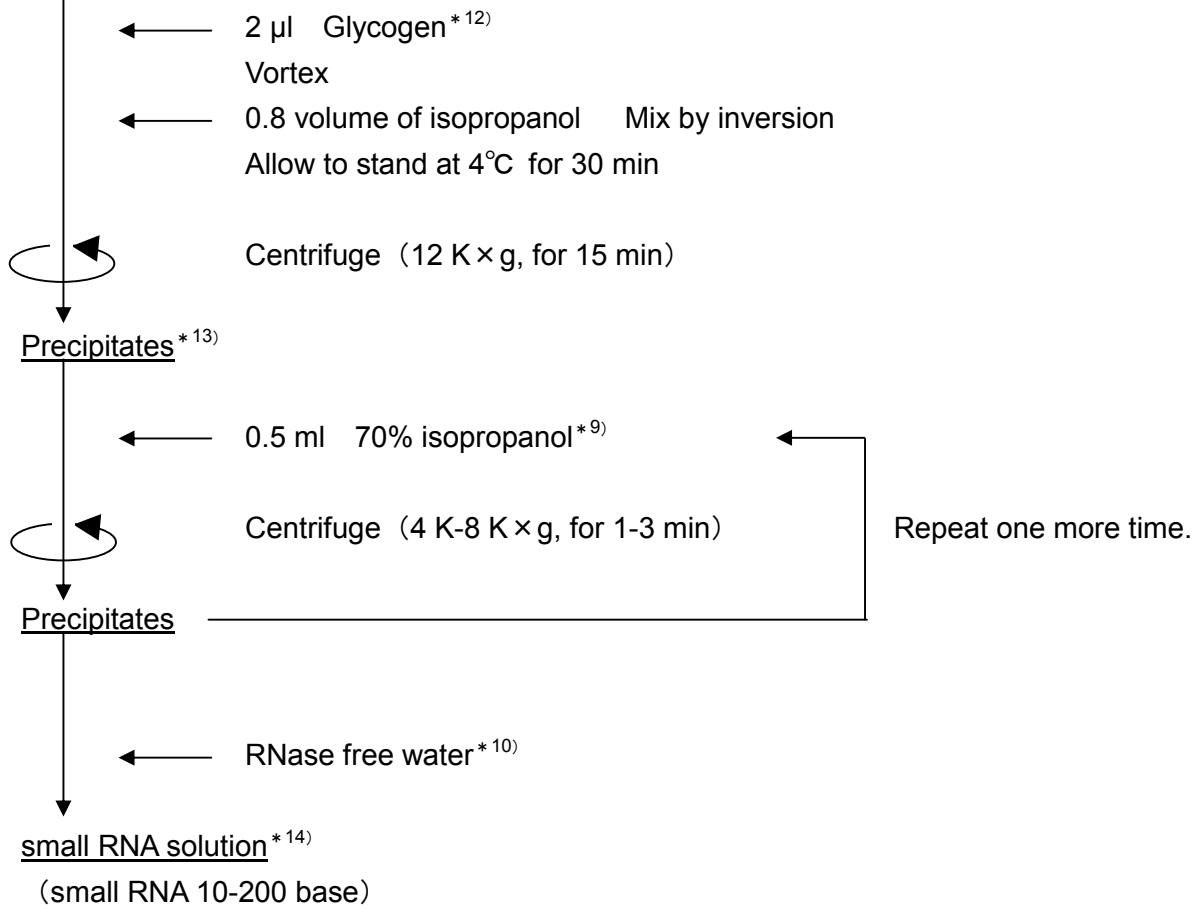 2 µl Glycogen*12)
Vortex
0.8 volume of isopropanol Mix by inversion
Allow to stand at 4℃ for 30 min
Centrifuge（12 K×g, for 15 min）
Precipitates*13)
0.5 ml 70% isopropanol*9)
Centrifuge（4 K-8 K×g, for 1-3 min） Repeat one more time.
Precipitates
RNase free water*10)
small RNA solution*14)
（small RNA 10-200 base）